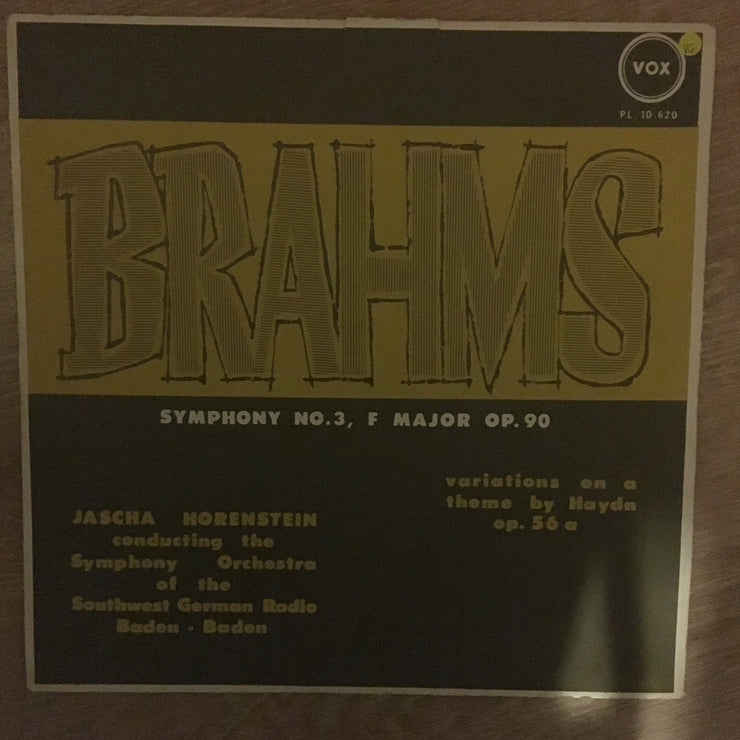 VOX
PL. 10.620
BRAHMS
SYMPHONY NO.3, F MAJOR OP.90
variations on a
theme by Haydn
op. 56 a
JASCHA HORENSTEIN
conducting the
Symphony Orchestra
of the
Southwest German Radio
Baden - Baden